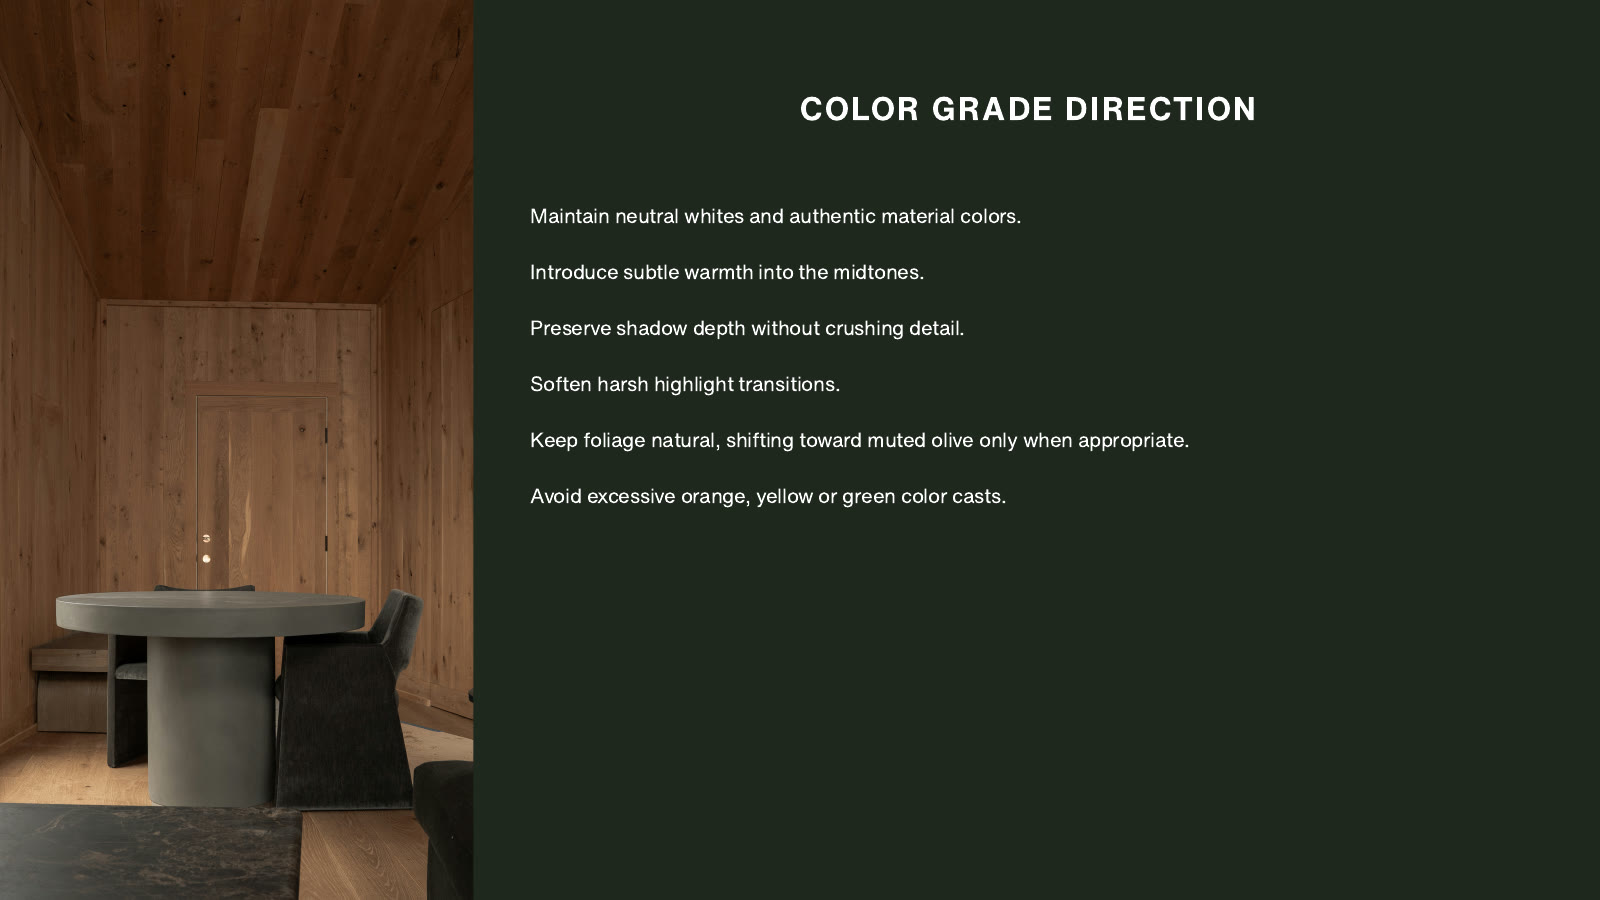 COLOR GRADE DIRECTION
Maintain neutral whites and authentic material colors.
Introduce subtle warmth into the midtones.
Preserve shadow depth without crushing detail.
Soften harsh highlight transitions.
Keep foliage natural, shifting toward muted olive only when appropriate.
Avoid excessive orange, yellow or green color casts.